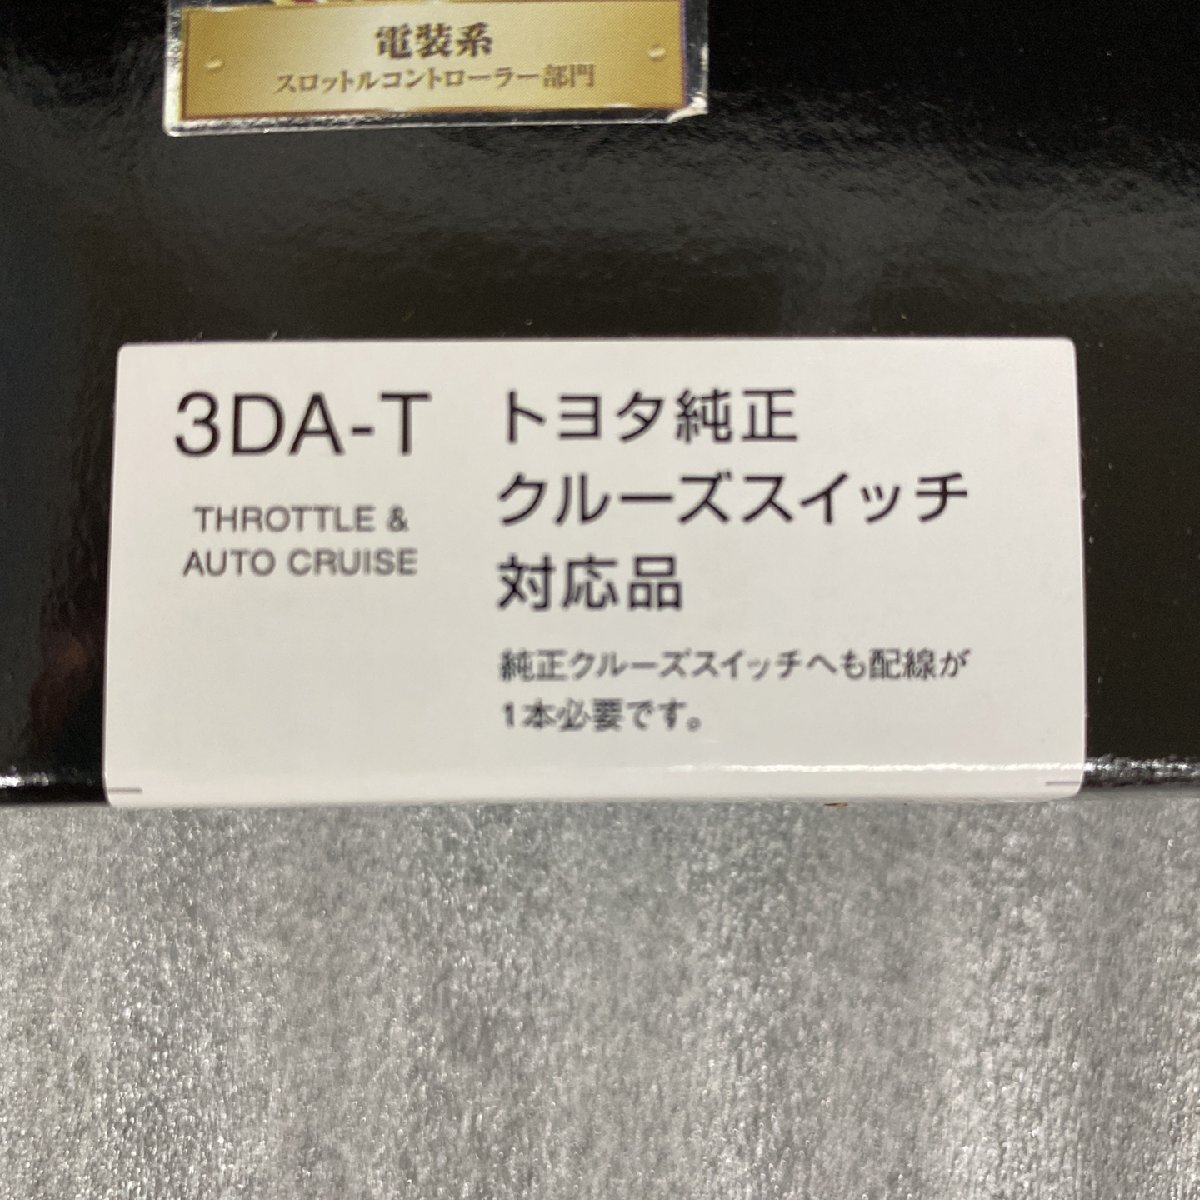 電装系
スロットルコントローラー部門
3DA-T
THROTTLE &
AUTO CRUISE
トヨタ純正
クルーズスイッチ
対応品
純正クルーズスイッチへも配線が
1本必要です。